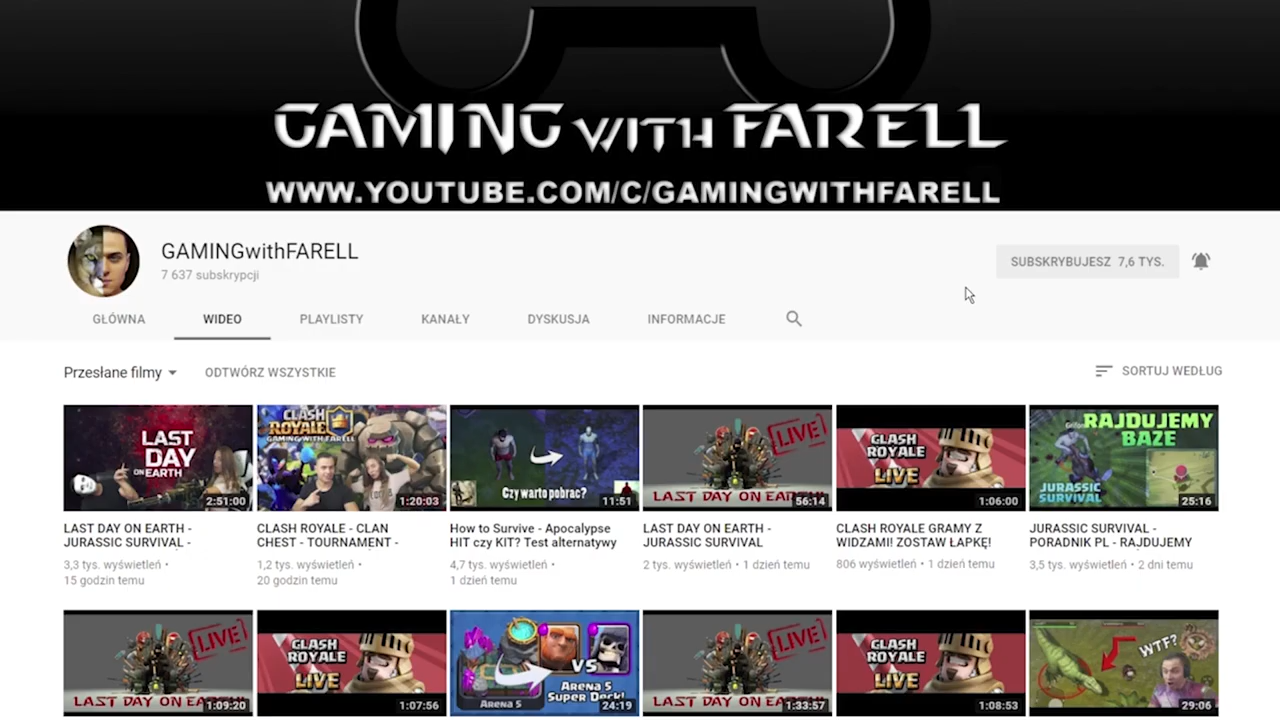 GAMING WITH FARELL
WWW.YOUTUBE.COM/C/GAMINGWITHFARELL
GAMINGwithFARELL
7 637 subskrypcji
SUBSKRYBUJESZ 7,6 TYS.
GŁÓWNA WIDEO PLAYLISTY KANAŁY DYSKUSJA INFORMACJE
Przesłane filmy ODTWÓRZ WSZYSTKIE SORTUJ WEDŁUG
LAST DAY ON EARTH 2:51:00
CLASH ROYALE GAMING WITH FARELL 1:20:03
Czy warto pobrac? 11:51
LIVE LAST DAY ON EARTH 56:14
CLASH ROYALE LIVE 1:06:00
RAJDUJEMY BAZE JURASSIC SURVIVAL 25:16
LAST DAY ON EARTH -
JURASSIC SURVIVAL -
3,3 tys. wyświetleń •
15 godzin temu
CLASH ROYALE - CLAN
CHEST - TOURNAMENT -
1,2 tys. wyświetleń •
20 godzin temu
How to Survive - Apocalypse
HIT czy KIT? Test alternatywy
4,7 tys. wyświetleń •
1 dzień temu
LAST DAY ON EARTH -
JURASSIC SURVIVAL
2 tys. wyświetleń • 1 dzień temu
CLASH ROYALE GRAMY Z
WIDZAMI! ZOSTAW ŁAPKĘ!
806 wyświetleń • 1 dzień temu
JURASSIC SURVIVAL -
PORADNIK PL - RAJDUJEMY
3,5 tys. wyświetleń • 2 dni temu
LIVE LAST DAY ON EA 1:09:20
CLASH ROYALE LIVE 1:07:56
VS Arena 5 Arena 5 Super Deck! 24:19
LIVE LAST DAY ON EA 1:33:57
CLASH ROYALE LIVE 1:08:53
WTF? 29:06